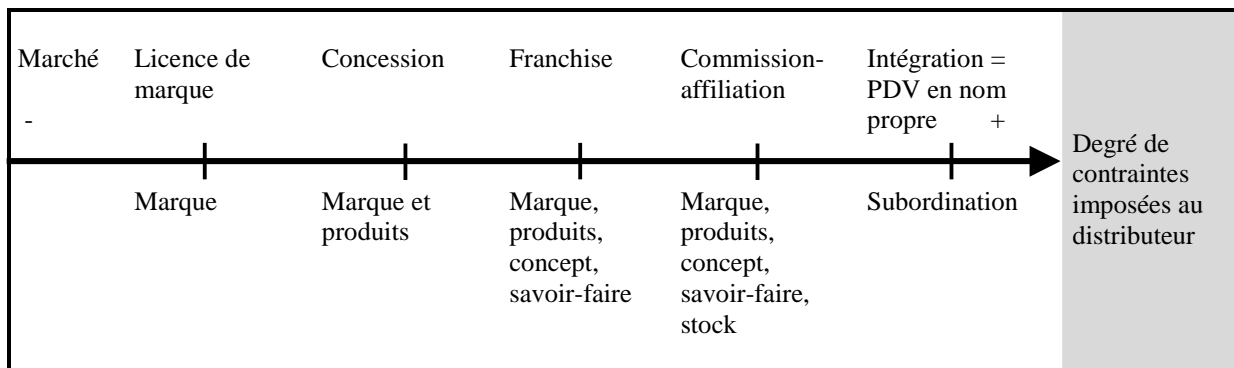 Marché
-
Licence de
marque
Concession
Franchise
Commission-
affiliation
Intégration =
PDV en nom
propre +
Marque
Marque et
produits
Marque,
produits,
concept,
savoir-faire
Marque,
produits,
concept,
savoir-faire,
stock
Subordination
Degré de
contraintes
imposées au
distributeur